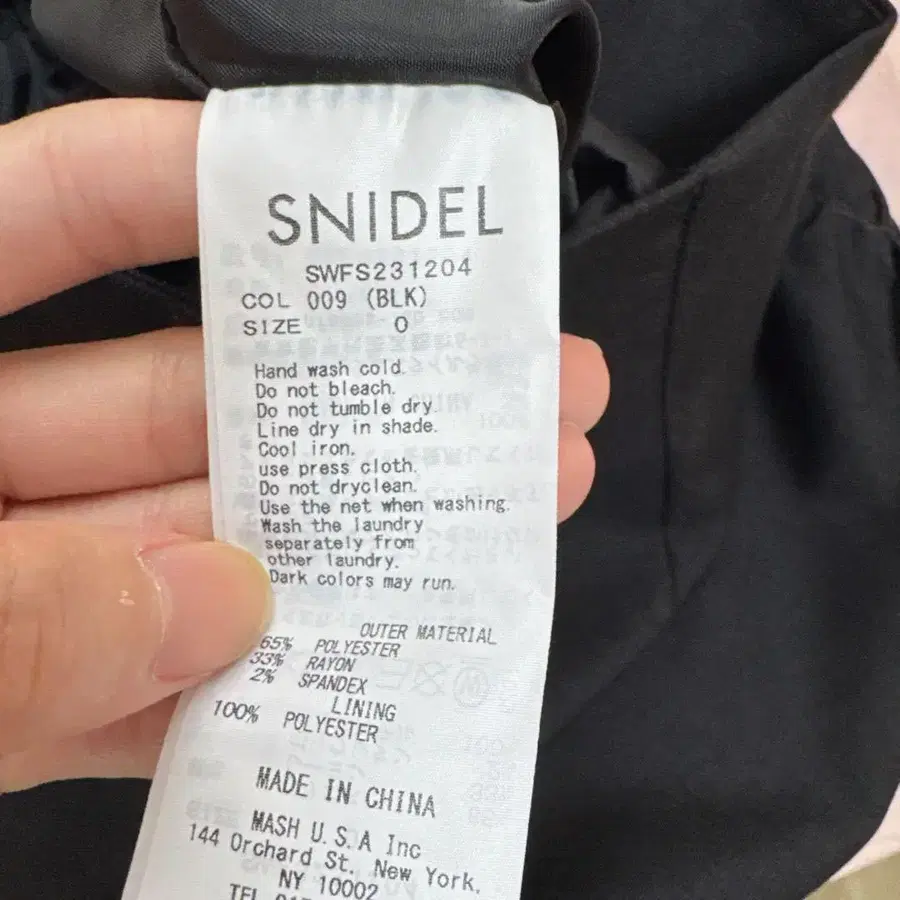 SNIDEL
SWFS231204
COL 009 (BLK)
SIZE 0
Hand wash cold.
Do not bleach.
Do not tumble dry.
Line dry in shade.
Cool iron.
use press cloth.
Do not dryclean.
Use the net when washing.
Wash the laundry
separately from
other laundry.
Dark colors may run.
OUTER MATERIAL
65% POLYESTER
33% RAYON
2% SPANDEX
LINING
100% POLYESTER
MADE IN CHINA
MASH U.S.A Inc
144 Orchard St. New York,
NY 10002
TEL